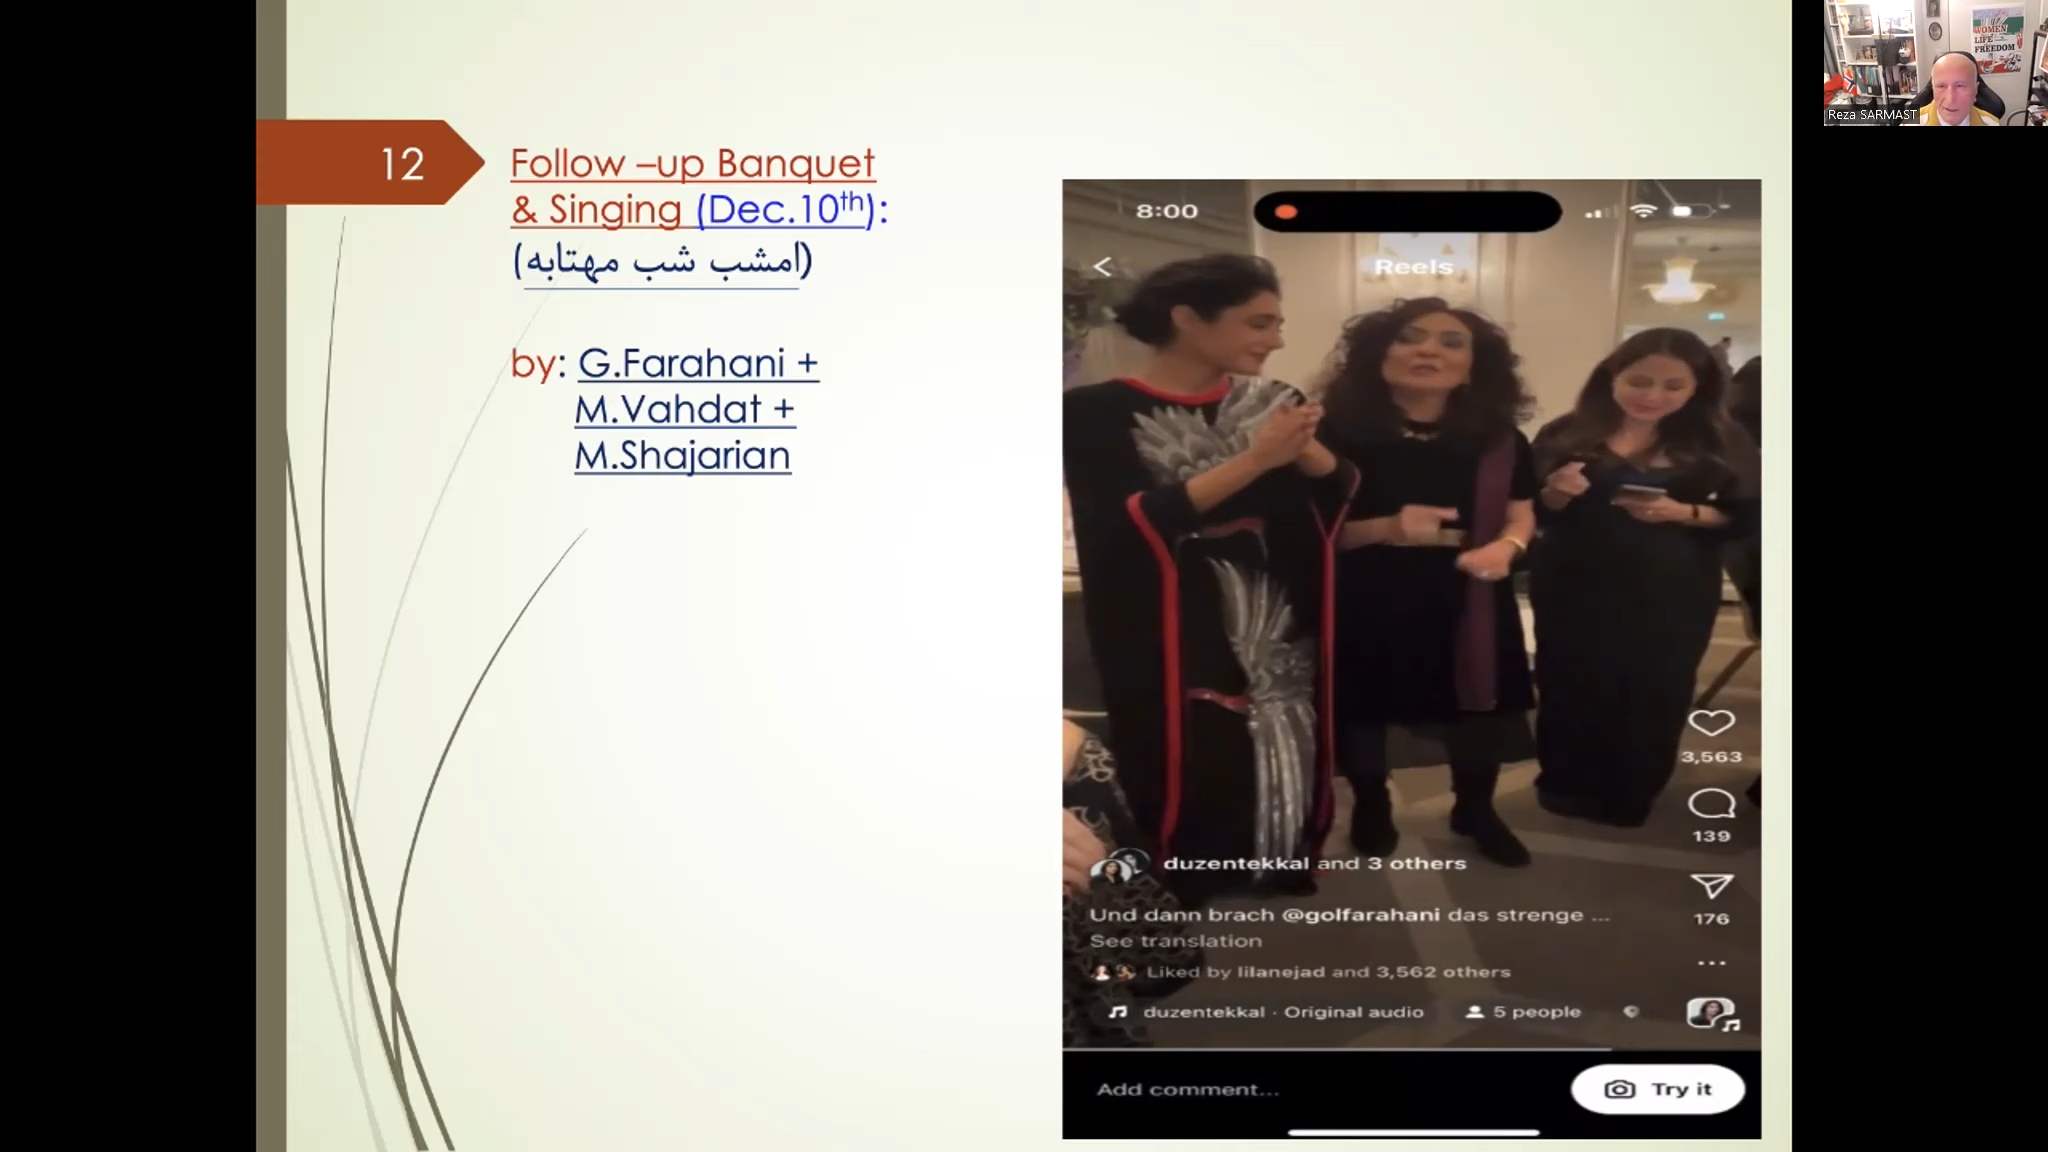 12
Follow –up Banquet
& Singing (Dec.10th):
(امشب شب مهتابه)
by: G.Farahani +
M.Vahdat +
M.Shajarian
8:00
Reels
3,563
139
176
duzentekkal and 3 others
Und dann brach @golfarahani das strenge ...
See translation
Liked by lilanejad and 3,562 others
duzentekkal · Original audio
5 people
Add comment...
Try it
WOMEN
LIFE
FREEDOM
Reza SARMAST